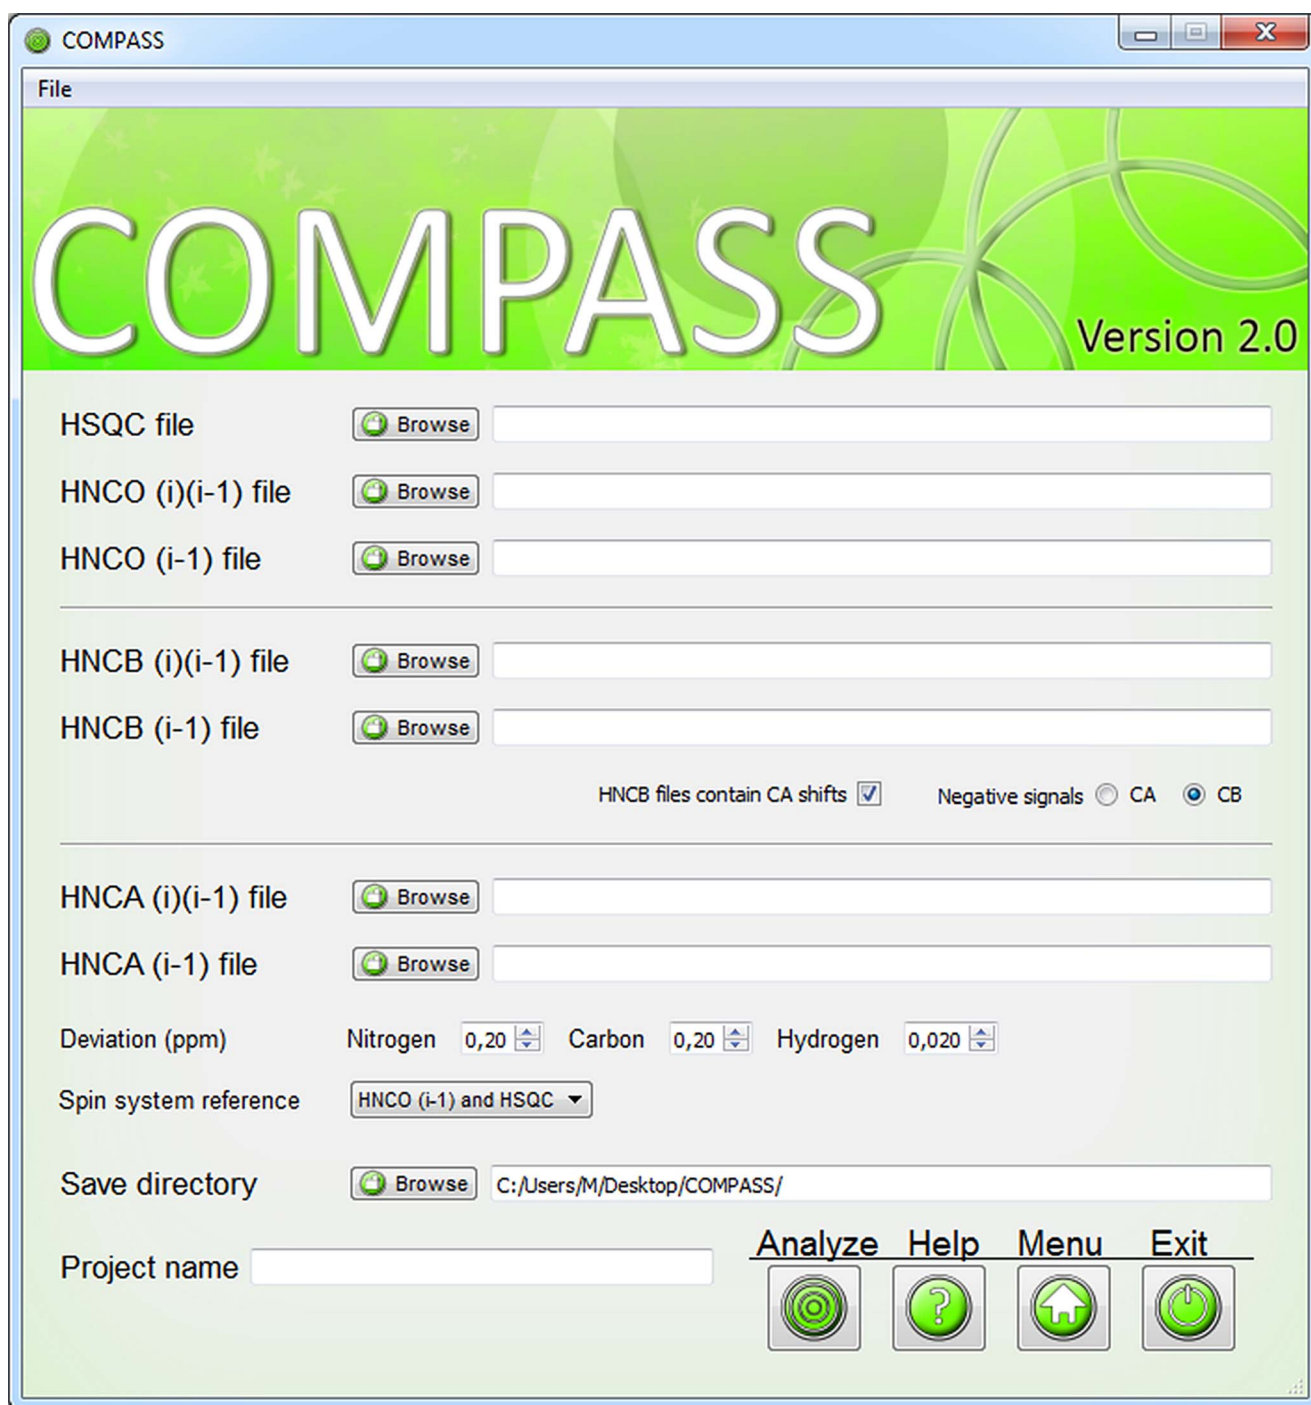 COMPASS
File
COMPASS
Version 2.0
HSQC file Browse
HNCO (i)(i-1) file Browse
HNCO (i-1) file Browse
HNCB (i)(i-1) file Browse
HNCB (i-1) file Browse
HNCB files contain CA shifts Negative signals CA CB
HNCA (i)(i-1) file Browse
HNCA (i-1) file Browse
Deviation (ppm) Nitrogen 0,20 Carbon 0,20 Hydrogen 0,020
Spin system reference HNCO (i-1) and HSQC
Save directory Browse C:/Users/M/Desktop/COMPASS/
Analyze Help Menu Exit
Project name
?